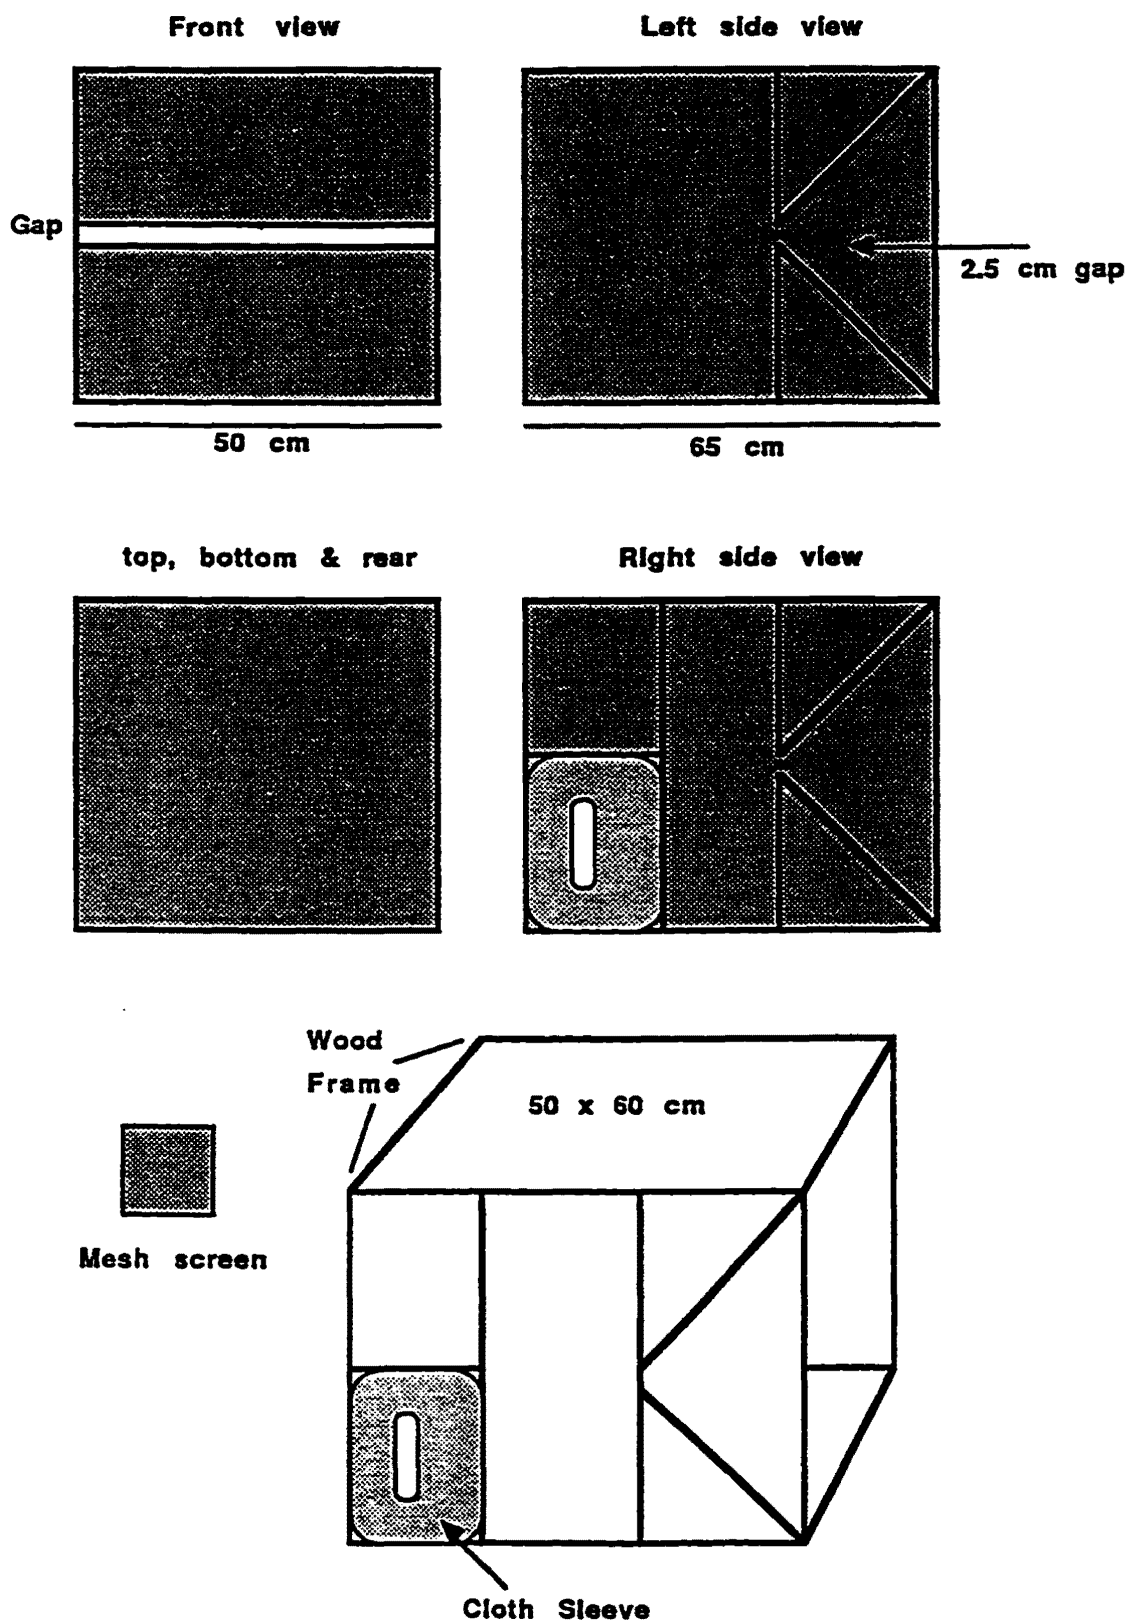 Front view
Left side view
Gap
2.5 cm gap
50 cm
65 cm
top, bottom & rear
Right side view
Wood
Frame
50 x 60 cm
Mesh screen
Cloth Sleeve